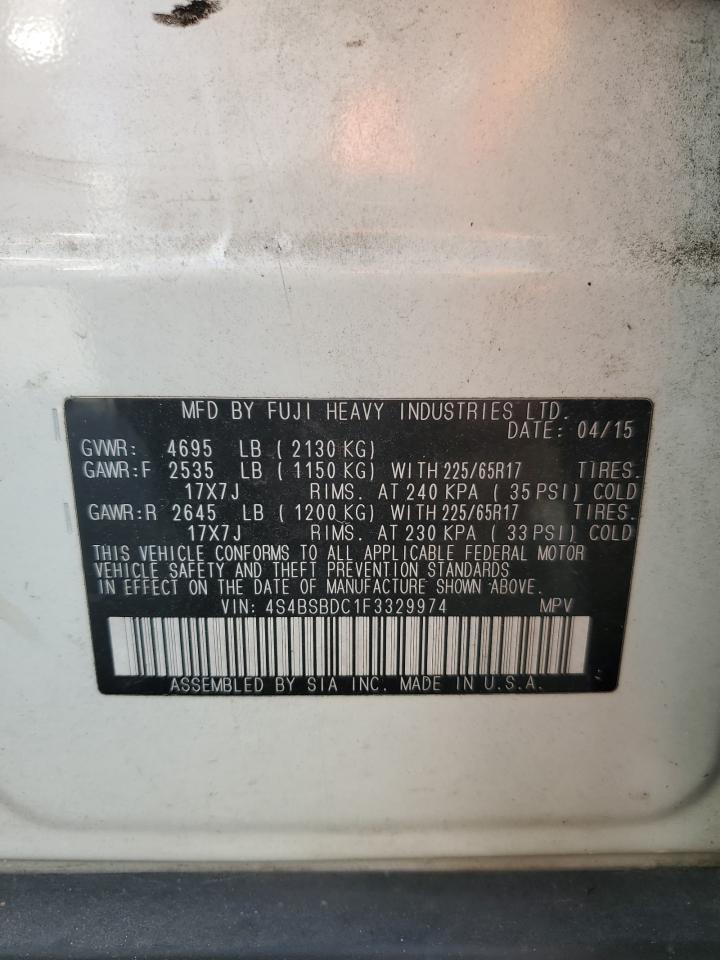 MFD BY FUJI HEAVY INDUSTRIES LTD.
DATE: 04/15
GVWR: 4695 LB ( 2130 KG)
GAWR:F 2535 LB ( 1150 KG) WITH 225/65R17 TIRES.
17X7J RIMS. AT 240 KPA ( 35 PSI) COLD
GAWR:R 2645 LB ( 1200 KG) WITH 225/65R17 TIRES.
17X7J RIMS. AT 230 KPA ( 33 PSI) COLD
THIS VEHICLE CONFORMS TO ALL APPLICABLE FEDERAL MOTOR
VEHICLE SAFETY AND THEFT PREVENTION STANDARDS
IN EFFECT ON THE DATE OF MANUFACTURE SHOWN ABOVE.
VIN: 4S4BSBDC1F3329974 MPV
ASSEMBLED BY SIA INC. MADE IN U.S.A.